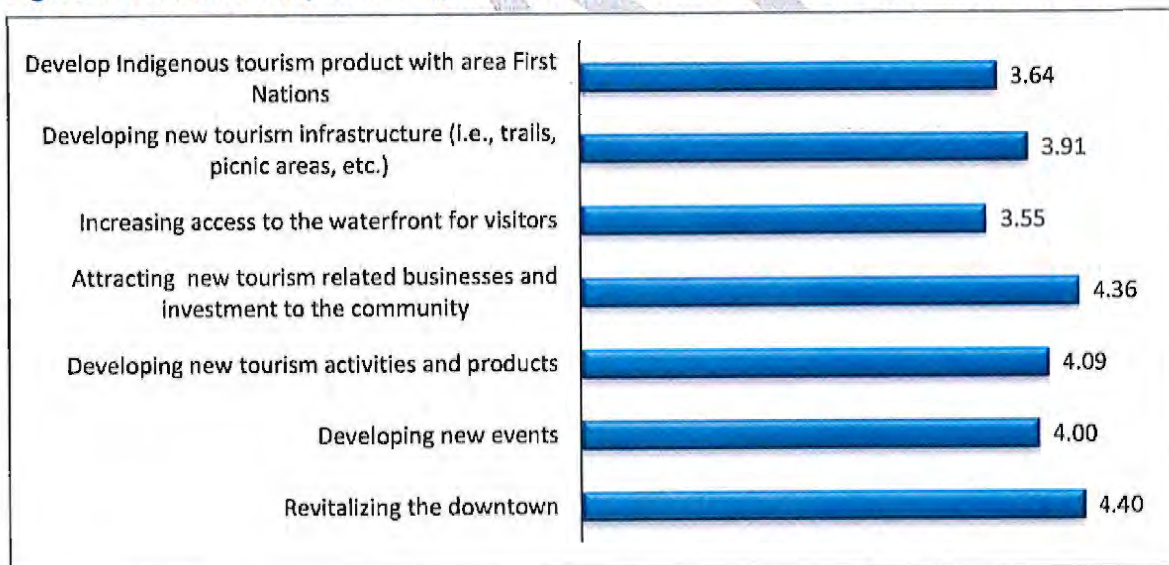 Develop Indigenous tourism product with area First
Nations
3.64
Developing new tourism infrastructure (i.e., trails,
picnic areas, etc.)
3.91
Increasing access to the waterfront for visitors
3.55
Attracting new tourism related businesses and
investment to the community
4.36
Developing new tourism activities and products
4.09
Developing new events
4.00
Revitalizing the downtown
4.40